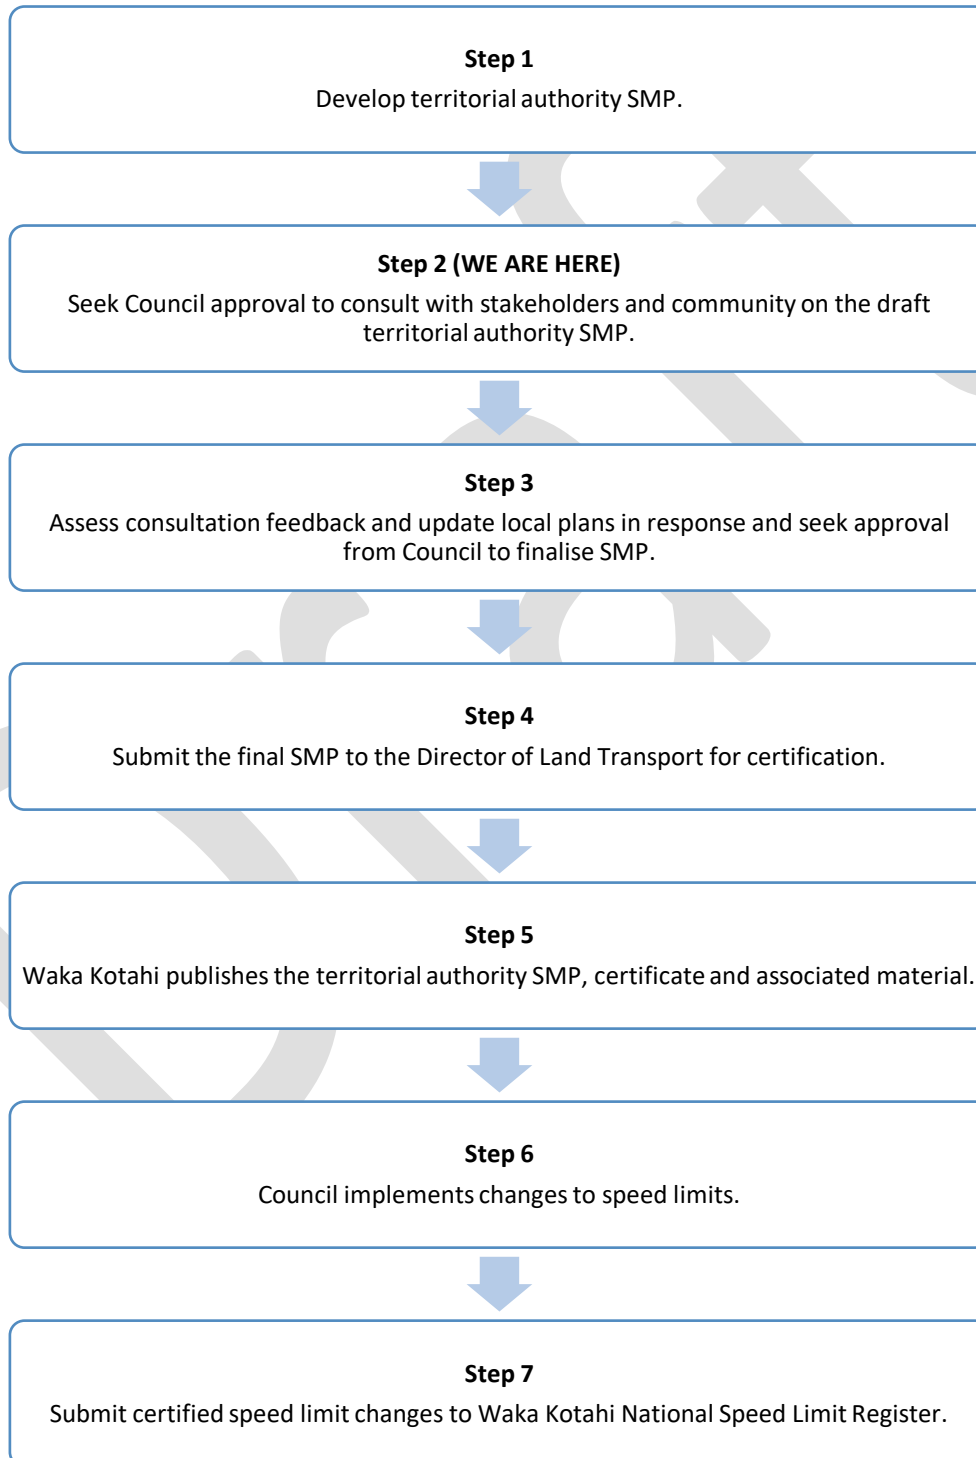 Step 1
Develop territorial authority SMP.
Step 2 (WE ARE HERE)
Seek Council approval to consult with stakeholders and community on the draft
territorial authority SMP.
Step 3
Assess consultation feedback and update local plans in response and seek approval
from Council to finalise SMP.
Step 4
Submit the final SMP to the Director of Land Transport for certification.
Step 5
Waka Kotahi publishes the territorial authority SMP, certificate and associated material.
Step 6
Council implements changes to speed limits.
Step 7
Submit certified speed limit changes to Waka Kotahi National Speed Limit Register.
Draft